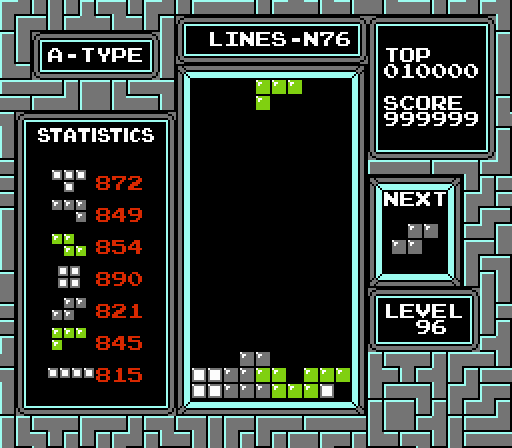 A-TYPE
LINES-N76
TOP
010000
SCORE
999999
STATISTICS
872
849
854
890
821
845
815
NEXT
LEVEL
96